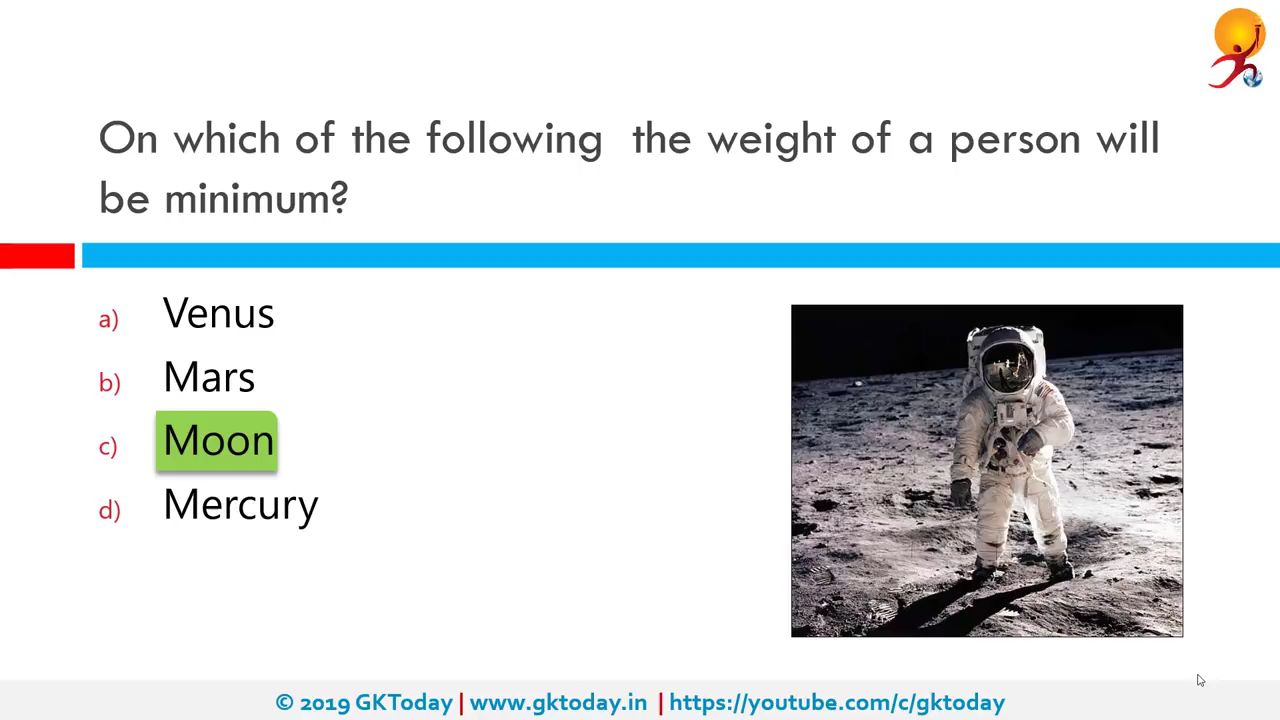 On which of the following the weight of a person will
be minimum?
a) Venus
b) Mars
c) Moon
d) Mercury
© 2019 GKToday | www.gktoday.in | https://youtube.com/c/gktoday